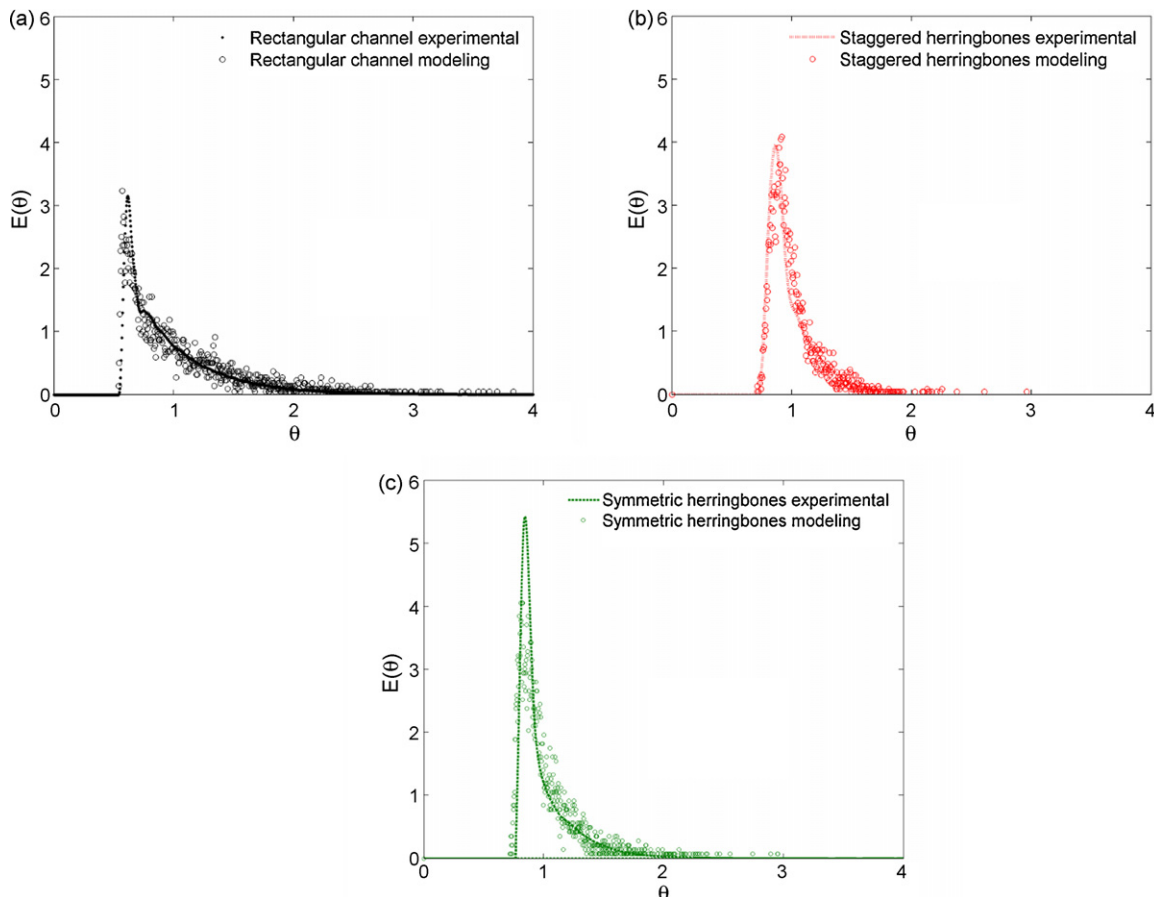 (a)
6
5
4
3
2
1
0
E(θ)
Rectangular channel experimental
Rectangular channel modeling
0 1 2 3 4
θ
(b)
6
5
4
3
2
1
0
E(θ)
Staggered herringbones experimental
Staggered herringbones modeling
0 1 2 3 4
θ
(c)
6
5
4
3
2
1
0
E(θ)
Symmetric herringbones experimental
Symmetric herringbones modeling
0 1 2 3 4
θ